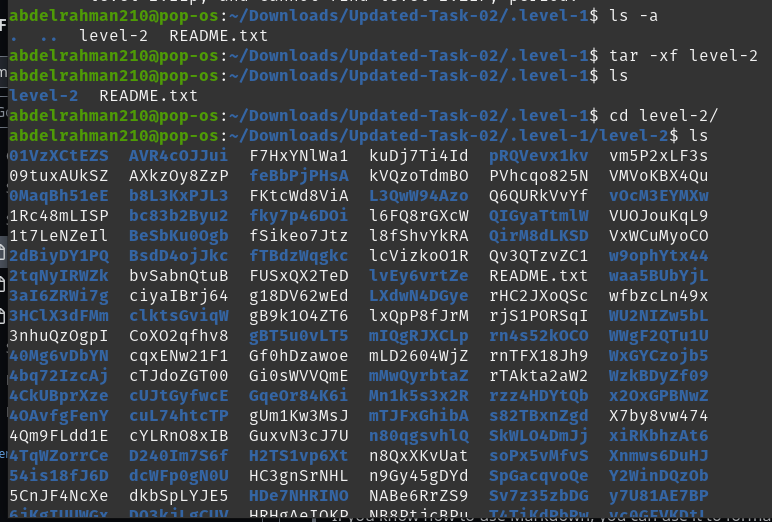 abdelrahman210@pop-os:~/Downloads/Updated-Task-02/.level-1$ ls -a
.  ..  level-2  README.txt
abdelrahman210@pop-os:~/Downloads/Updated-Task-02/.level-1$ tar -xf level-2
abdelrahman210@pop-os:~/Downloads/Updated-Task-02/.level-1$ ls
level-2  README.txt
abdelrahman210@pop-os:~/Downloads/Updated-Task-02/.level-1$ cd level-2/
abdelrahman210@pop-os:~/Downloads/Updated-Task-02/.level-1/level-2$ ls
01VzXCtEZS  AVR4cOJJui  F7HxYNlWa1  kuDj7Ti4Id  pRQVevx1kv  vm5P2xLF3s
09tuxAUkSZ  AXkzOy8ZzP  feBbPjPHsA  kVQzoTdmBO  PVhcqo825N  VMVoKBX4Qu
0MaqBh51eE  b8L3KxPJL3  FKtcWd8ViA  L3QwW94Azo  Q6QURkVvYf  vOcM3EYMXw
1Rc48mLISP  bc83b2Byu2  fky7p46DOi  l6FQ8rGXcW  QIGyaTtmlW  VUOJouKqL9
1t7LeNZeIl  BeSbKu0Ogb  fSikeo7Jtz  l8fShvYkRA  QirM8dLKSD  VxWCuMyoCO
2dBiyDY1PQ  BsdD4ojJkc  fTBdzWqgkc  lcVizkoO1R  Qv3QTzvZC1  w9ophYtx44
2tqNyIRWZk  bvSabnQtuB  FUSxQX2TeD  lvEy6vrtZe  README.txt  waa5BUbYjL
3aI6ZRWi7g  ciyaIBrj64  g18DV62wEd  LXdwN4DGye  rHC2JXoQSc  wfbzcLn49x
3HClX3dFMm  clktsGviqW  gB9k1O4ZT6  lxQpP8fJrM  rjS1PORSqI  WU2NIZw5bL
3nhuQzOgpI  CoXO2qfhv8  gBT5u0vLT5  mIQgRJXCLp  rn4s52kOCO  WWgF2QTu1U
40Mg6vDbYN  cqxENw21F1  Gf0hDzawoe  mLD2604WjZ  rnTFX18Jh9  WxGYCzojb5
4bq72IzcAj  cTJdoZGT00  Gi0sWVVQmE  mMwQyrbtaZ  rTAkta2aW2  WzkBDyZf09
4CkUBprXze  cUJtGyfwcE  GqeOr84K6i  Mn1k5s3x2R  rzz4HDYtQb  x2OxGPBNwZ
4OAvfgFenY  cuL74htcTP  gUm1Kw3MsJ  mTJFxGhibA  s82TBxnZgd  X7by8vw474
4Qm9FLdd1E  cYLRnO8xIB  GuxvN3cJ7U  n80qgsvhlQ  SkWLO4DmJj  xiRKbhzAt6
4TqWZorrCe  D240Im7S6f  H2TS1vp6Xt  n8QxXKvUat  soPx5vMfvS  Xnmws6DuHJ
54is18fJ6D  dcWFp0gN0U  HC3gnSrNHL  n9Gy45gDYd  SpGacqvoQe  Y2WinDQzOb
5CnJF4NcXe  dkbSpLYJE5  HDe7NHRINO  NABe6RrZS9  Sv7z35zbDG  y7U81AE7BP